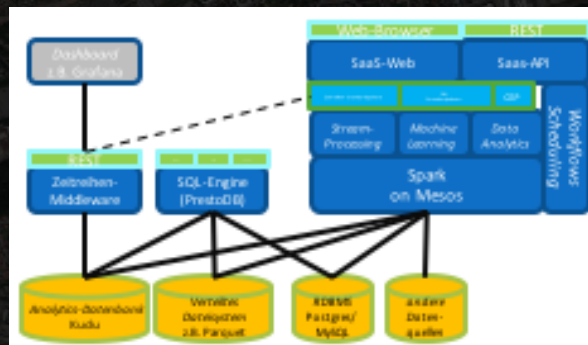 Dashboard
z.B. Grafana
Web-Browser
REST
SaaS-Web
Saas-API
CEP
Stream-
Processing
Machine
Learning
Data
Analytics
Workflows
Scheduling
Spark
on Mesos
REST
Zeitreihen-
Middleware
SQL-Engine
(PrestoDB)
Analytics-Datenbank
Kudu
Verteiltes
Dateisystem
z.B. Parquet
RDBMS
Postgres/
MySQL
andere
Daten-
quellen